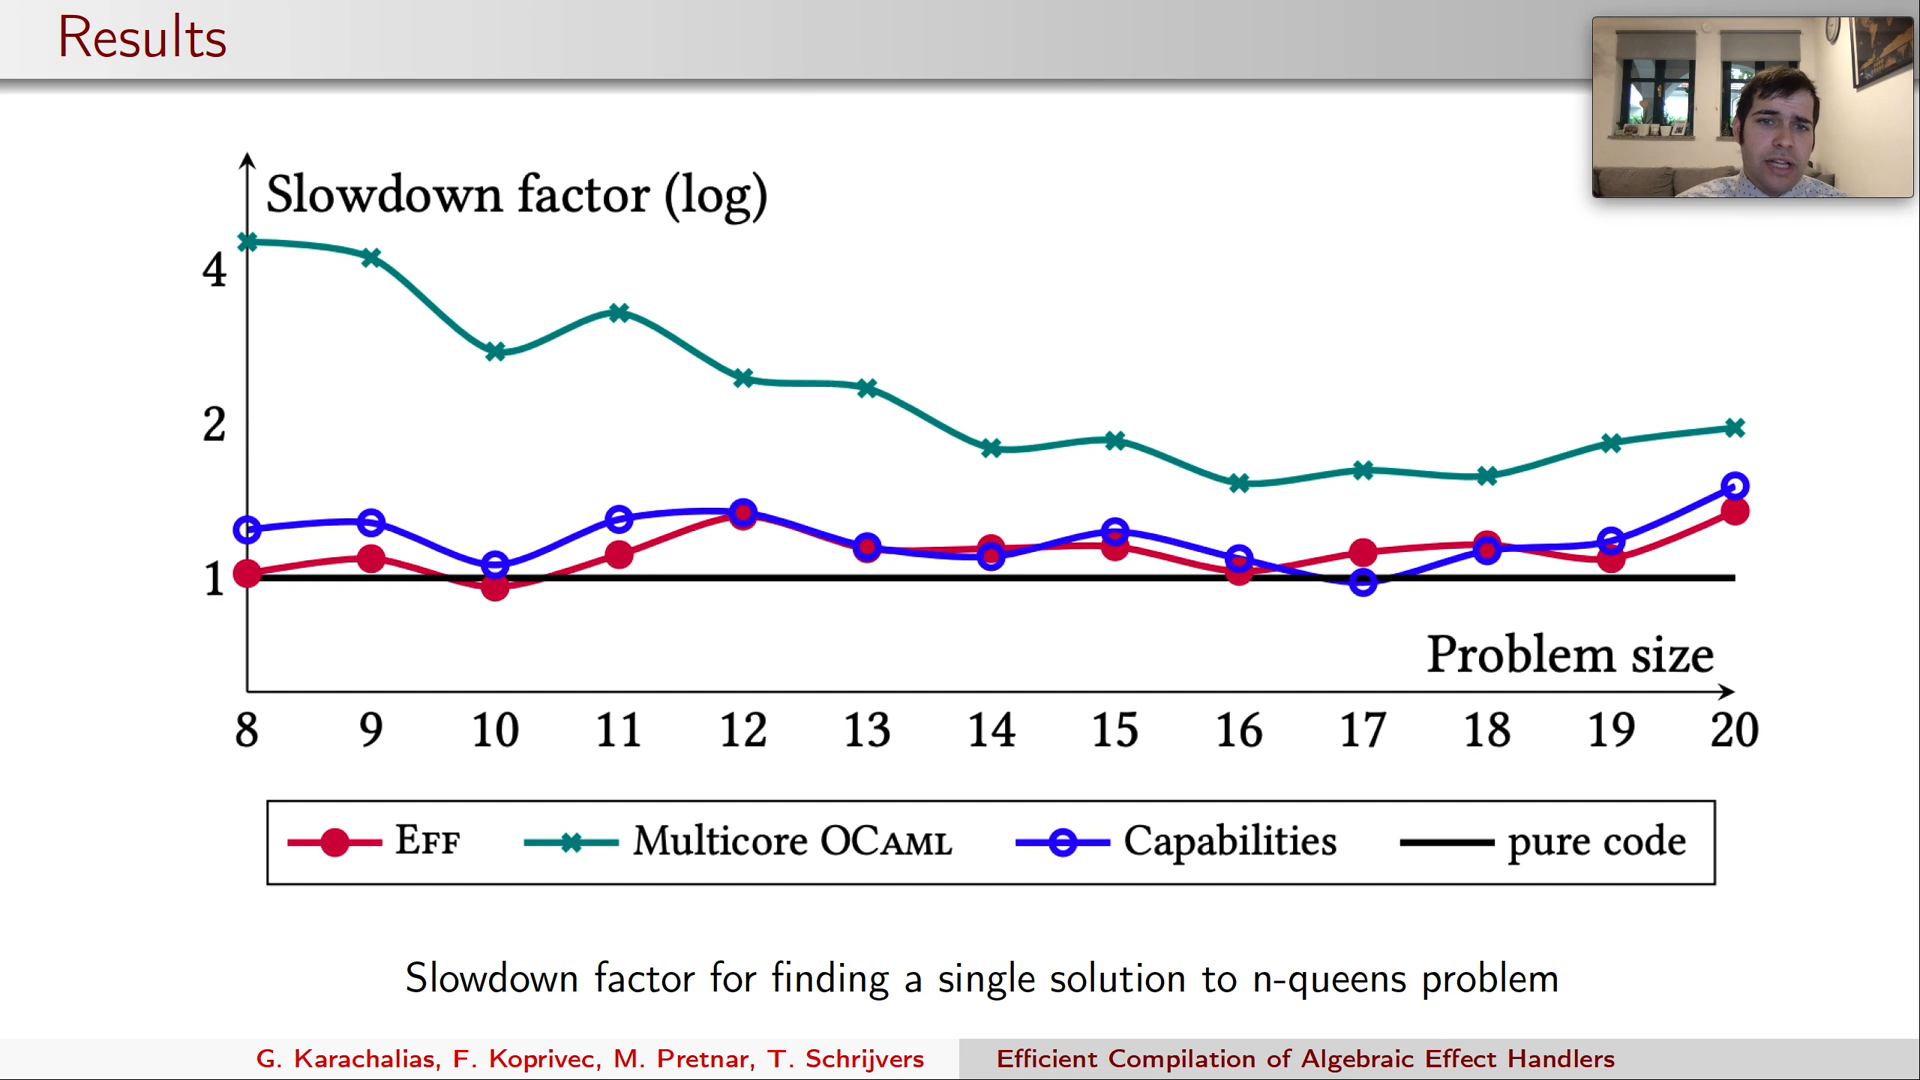 Results
Slowdown factor (log)
4
2
1
Problem size
8 9 10 11 12 13 14 15 16 17 18 19 20
EFF Multicore OCAML Capabilities pure code
Slowdown factor for finding a single solution to n-queens problem
G. Karachalias, F. Koprivec, M. Pretnar, T. Schrijvers Efficient Compilation of Algebraic Effect Handlers